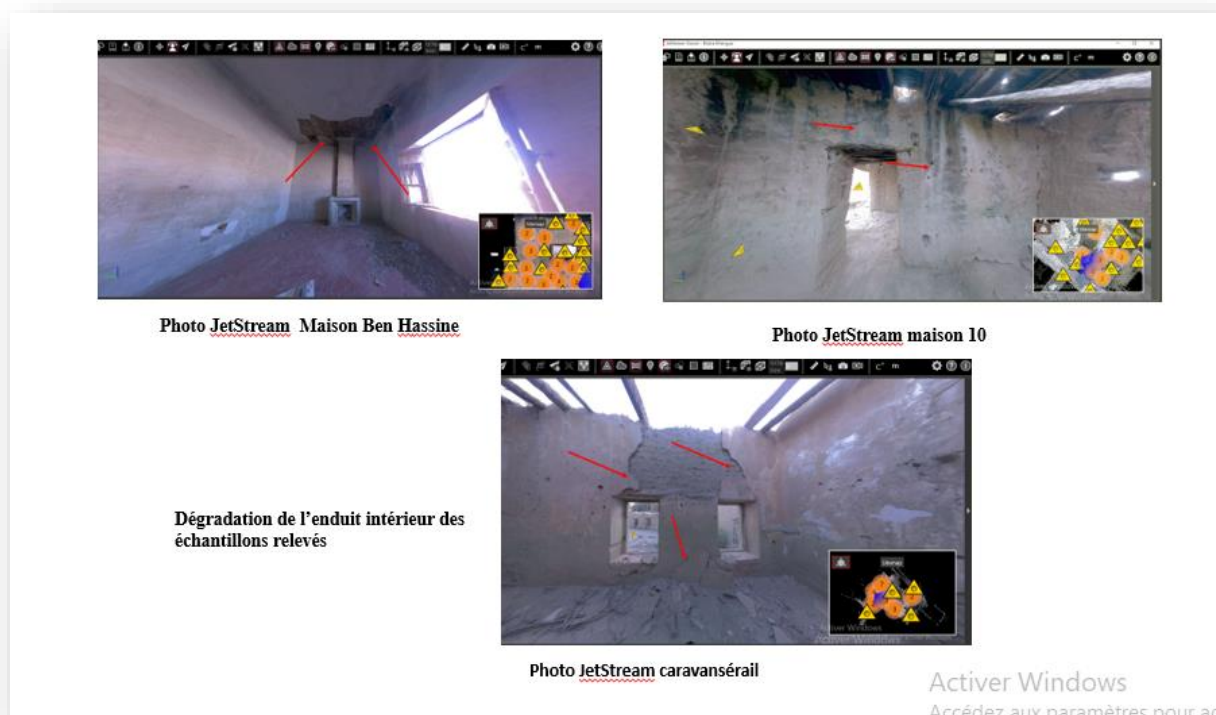 Photo JetStream  Maison Ben Hassine
Photo JetStream maison 10
Dégradation de l’enduit intérieur des
échantillons relevés
Photo JetStream caravansérail
Activer Windows